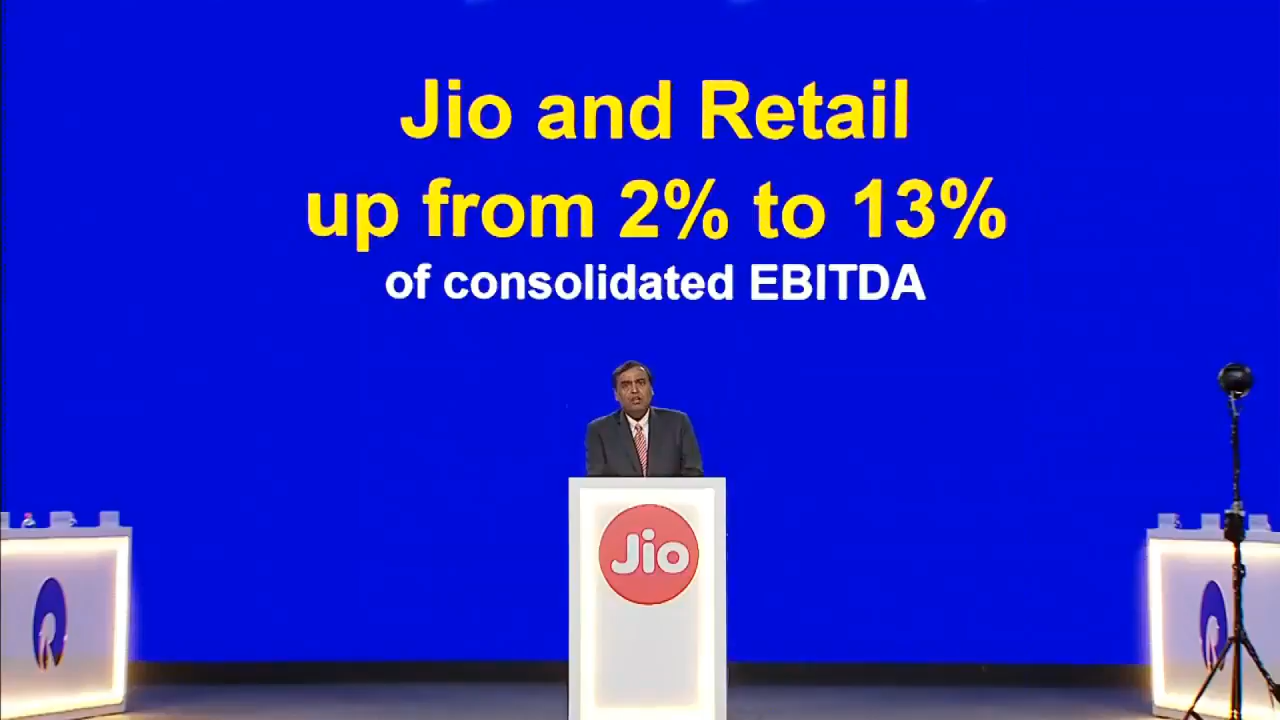 Jio and Retail
up from 2% to 13%
of consolidated EBITDA
Jio